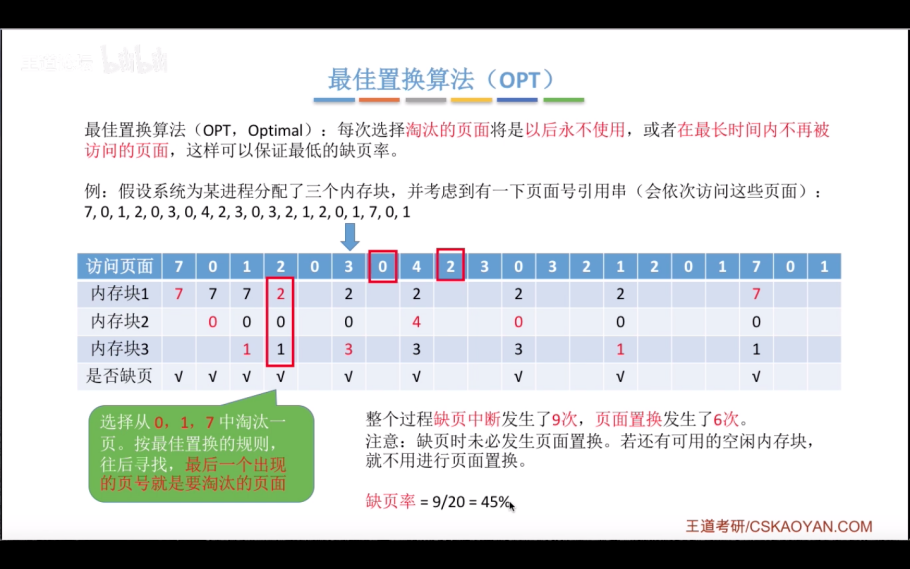 bilibili
最佳置换算法（OPT）
最佳置换算法（OPT，Optimal）：每次选择淘汰的页面将是以后永不使用，或者在最长时间内不再被
访问的页面，这样可以保证最低的缺页率。
例：假设系统为某进程分配了三个内存块，并考虑到有一下页面号引用串（会依次访问这些页面）：
7, 0, 1, 2, 0, 3, 0, 4, 2, 3, 0, 3, 2, 1, 2, 0, 1, 7, 0, 1
访问页面 7 0 1 2 0 3 0 4 2 3 0 3 2 1 2 0 1 7 0 1
内存块1 7 7 7 2 2 2 2 2 7
内存块2 0 0 0 0 4 0 0 0
内存块3 1 1 3 3 3 1 1
是否缺页 √ √ √ √ √ √ √ √ √
选择从 0，1，7 中淘汰一
页。按最佳置换的规则，
往后寻找，最后一个出现
的页号就是要淘汰的页面
整个过程缺页中断发生了9次，页面置换发生了6次。
注意：缺页时未必发生页面置换。若还有可用的空闲内存块，
就不用进行页面置换。
缺页率 = 9/20 = 45%
王道考研/CSKAOYAN.COM